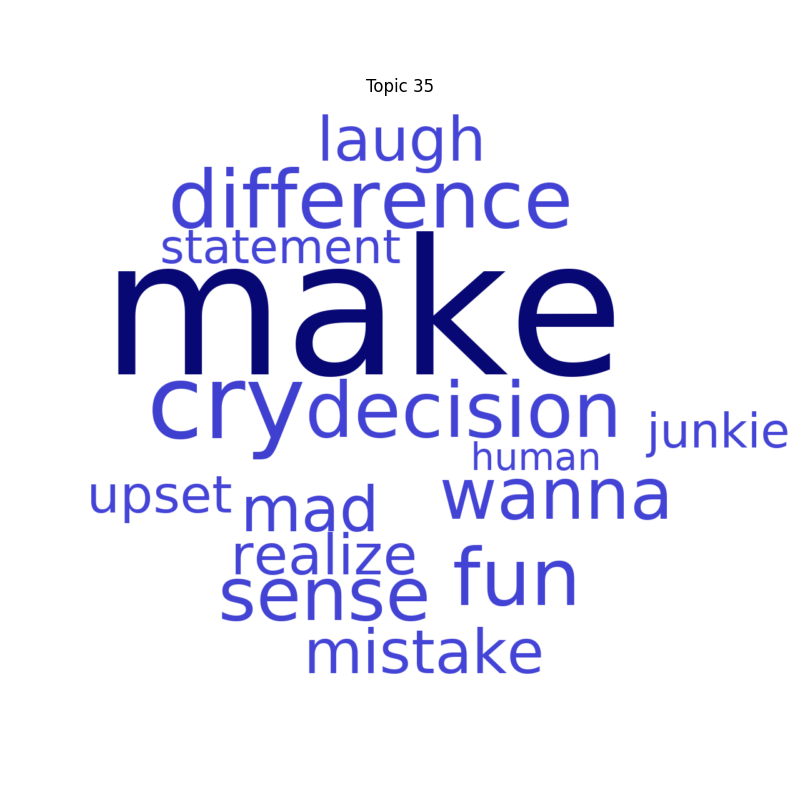 Topic 35
laugh
difference
statement
make
cry decision
junkie
human
upset mad wanna
realize
sense fun
mistake